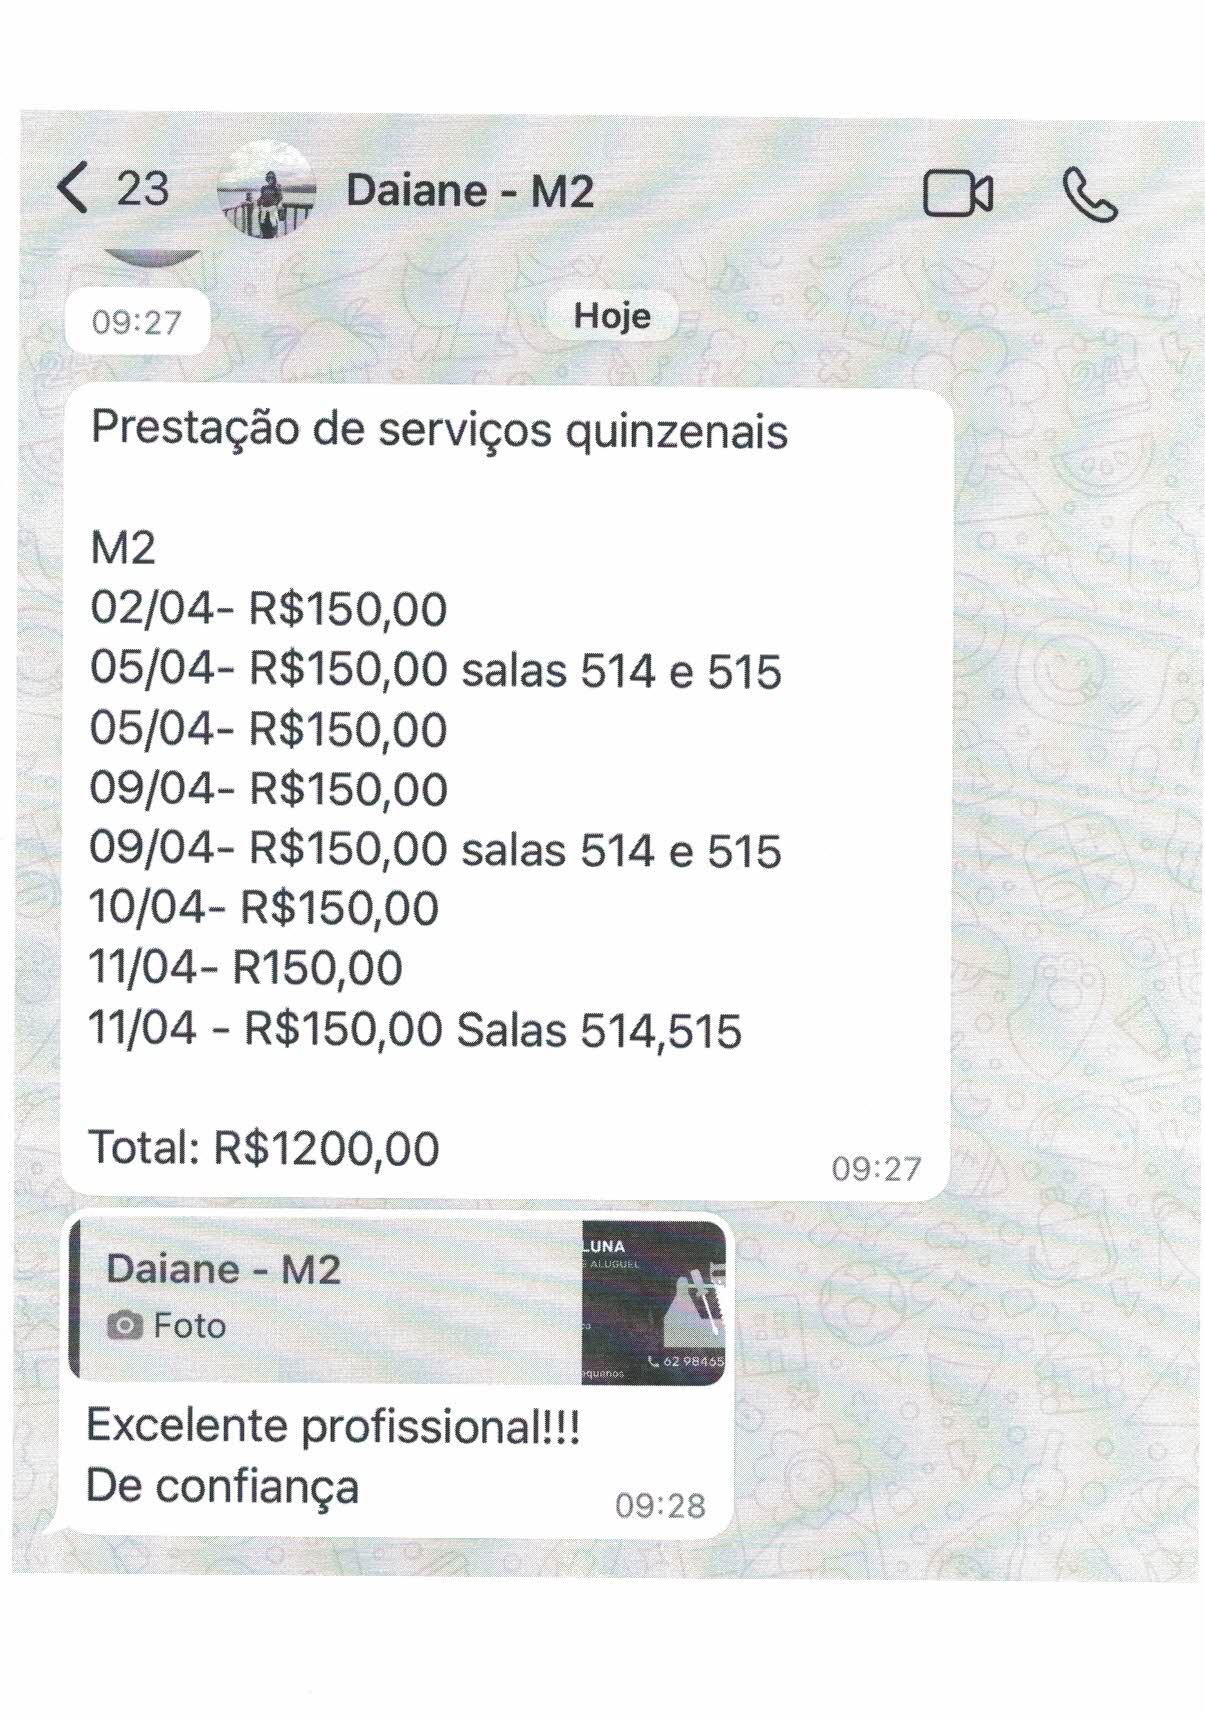 23
Daiane - M2
09:27
Hoje
Prestação de serviços quinzenais
M2
02/04- R$150,00
05/04- R$150,00 salas 514 e 515
05/04- R$150,00
09/04- R$150,00
09/04- R$150,00 salas 514 e 515
10/04- R$150,00
11/04- R150,00
11/04 - R$150,00 Salas 514,515
Total: R$1200,00
09:27
Daiane - M2
Foto
LUNA
ALUGUEL
62 98465
equenos
Excelente profissional!!!
De confiança
09:28